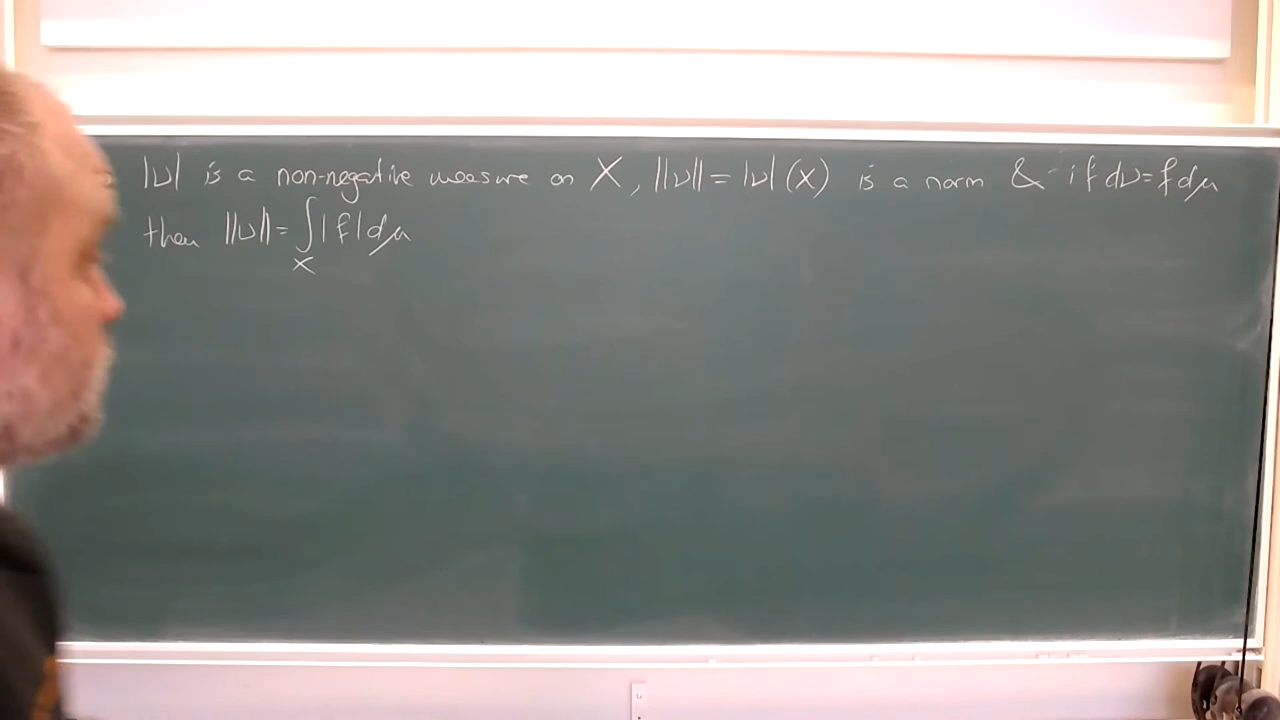 |ν| is a non-negative measure on X, ||ν|| = |ν|(X) is a norm & if dν = f dμ
then ||ν|| = ∫_X |f| dμ